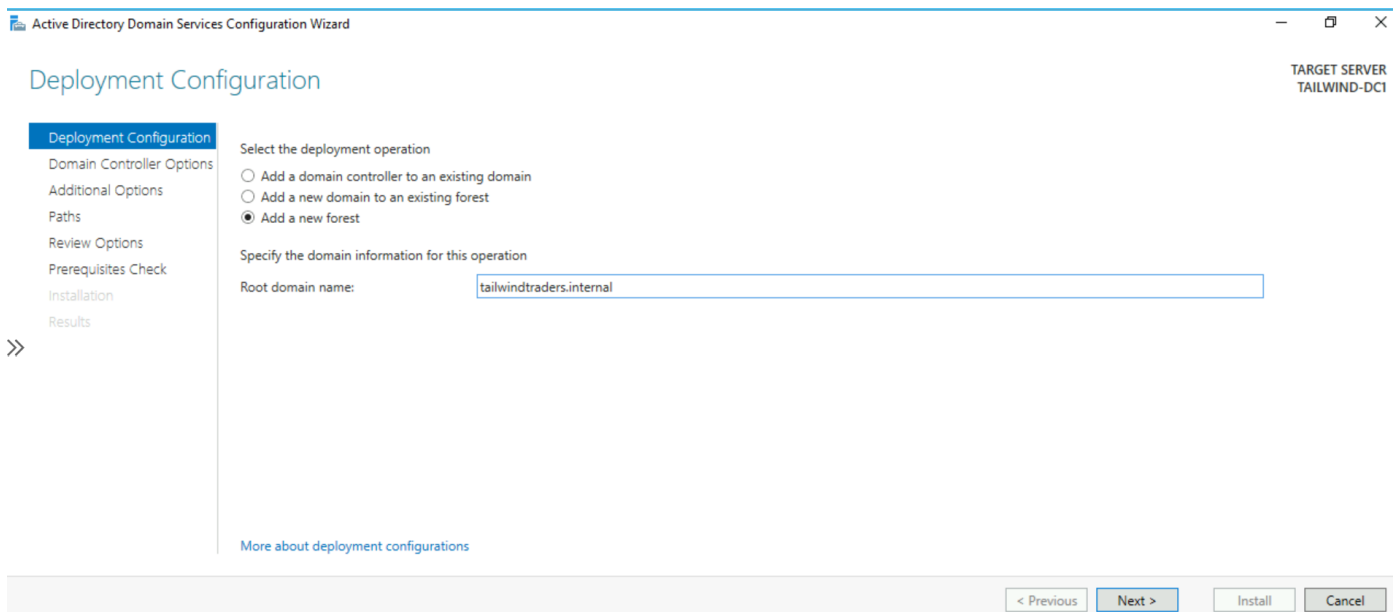 Active Directory Domain Services Configuration Wizard
Deployment Configuration
TARGET SERVER
TAILWIND-DC1
Deployment Configuration
Domain Controller Options
Additional Options
Paths
Review Options
Prerequisites Check
Installation
Results
Select the deployment operation
Add a domain controller to an existing domain
Add a new domain to an existing forest
Add a new forest
Specify the domain information for this operation
Root domain name: tailwindtraders.internal
More about deployment configurations
< Previous Next > Install Cancel